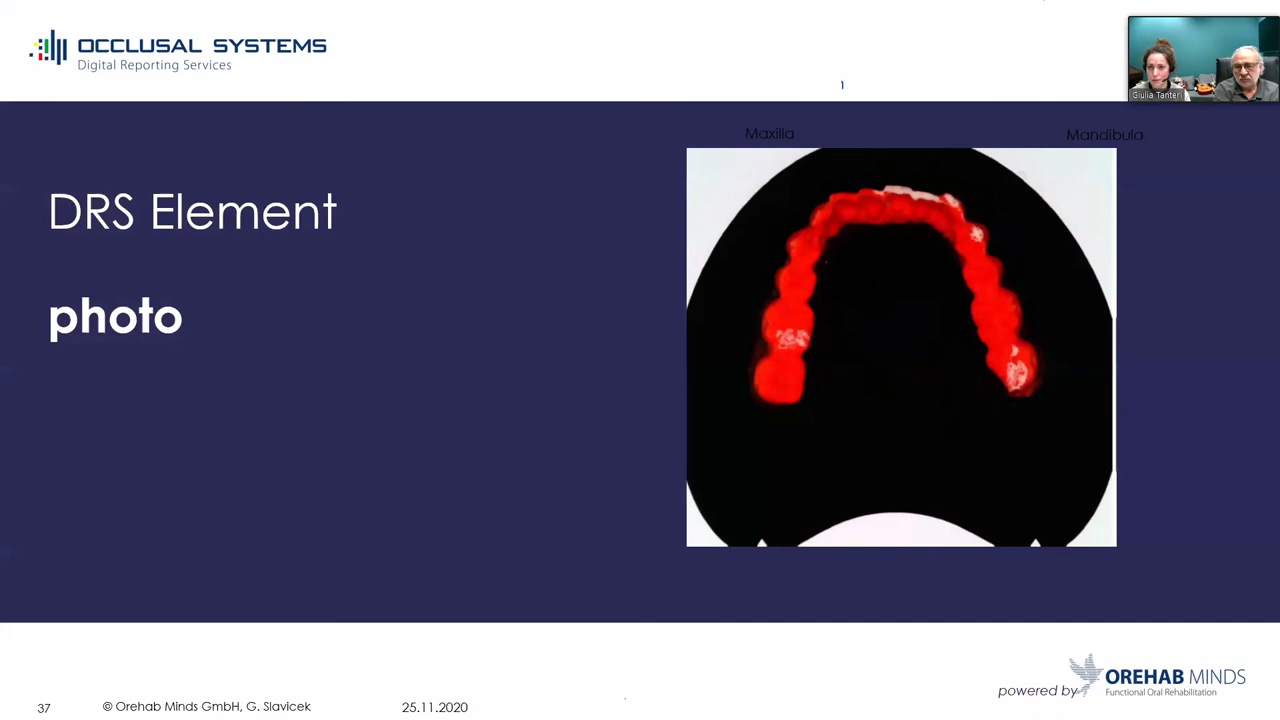 OCCLUSAL SYSTEMS
Digital Reporting Services
Giulia Tanteri
Maxilla
Mandibula
DRS Element
photo
powered by
OREHAB MINDS
Functional Oral Rehabilitation
37
© Orehab Minds GmbH, G. Slavicek
25.11.2020